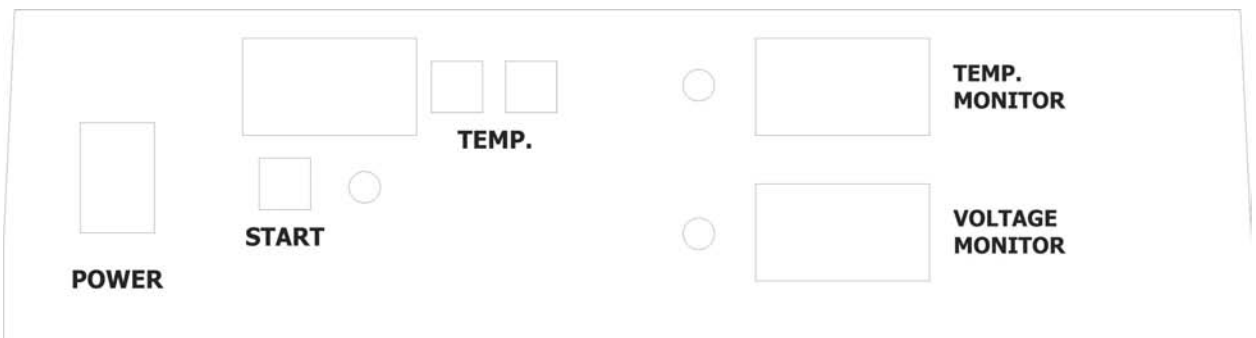 TEMP.
MONITOR
TEMP.
START
VOLTAGE
MONITOR
POWER